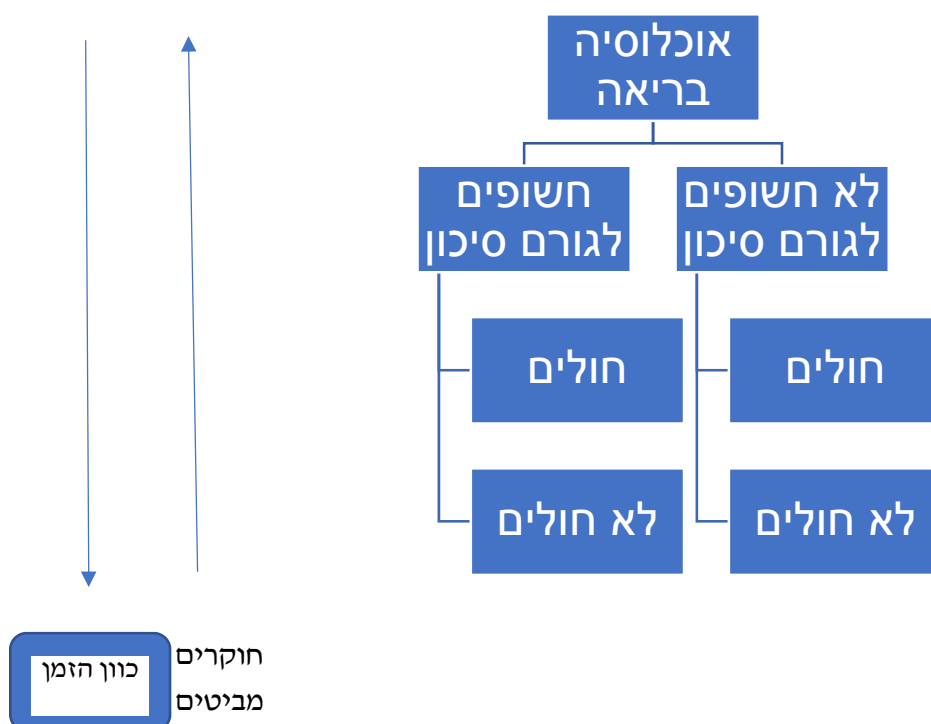 אוכלוסיה
בריאה
לא חשופים
לגורם סיכון
חשופים
לגורם סיכון
חולים
חולים
לא חולים
לא חולים
חוקרים
מביטים
כוון הזמן